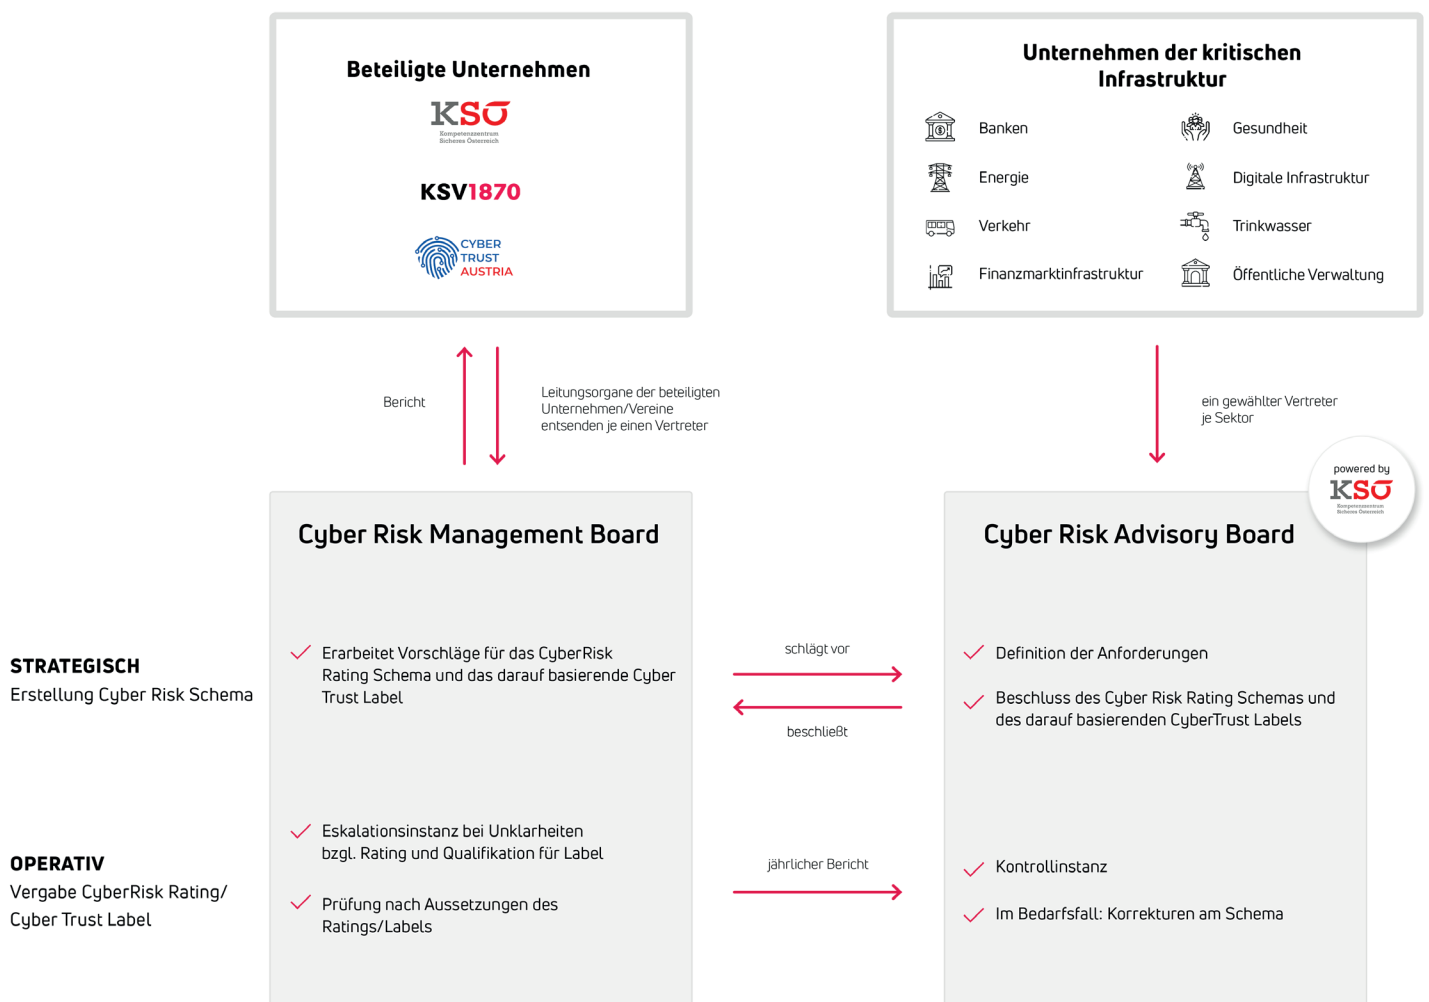 Beteiligte Unternehmen
KSÖ
Kompetenzzentrum
Sicheres Österreich
KSV1870
CYBER
TRUST
AUSTRIA
Unternehmen der kritischen
Infrastruktur
Banken
Gesundheit
Energie
Digitale Infrastruktur
Verkehr
Trinkwasser
Finanzmarktinfrastruktur
Öffentliche Verwaltung
Bericht
Leitungsorgane der beteiligten
Unternehmen/Vereine
entsenden je einen Vertreter
ein gewählter Vertreter
je Sektor
powered by
KSÖ
Kompetenzzentrum
Sicheres Österreich
Cyber Risk Management Board
Cyber Risk Advisory Board
STRATEGISCH
Erstellung Cyber Risk Schema
Erarbeitet Vorschläge für das CyberRisk
Rating Schema und das darauf basierende Cyber
Trust Label
schlägt vor
beschließt
Definition der Anforderungen
Beschluss des Cyber Risk Rating Schemas und
des darauf basierenden CyberTrust Labels
OPERATIV
Vergabe CyberRisk Rating/
Cyber Trust Label
Eskalationsinstanz bei Unklarheiten
bzgl. Rating und Qualifikation für Label
Prüfung nach Aussetzungen des
Ratings/Labels
jährlicher Bericht
Kontrollinstanz
Im Bedarfsfall: Korrekturen am Schema